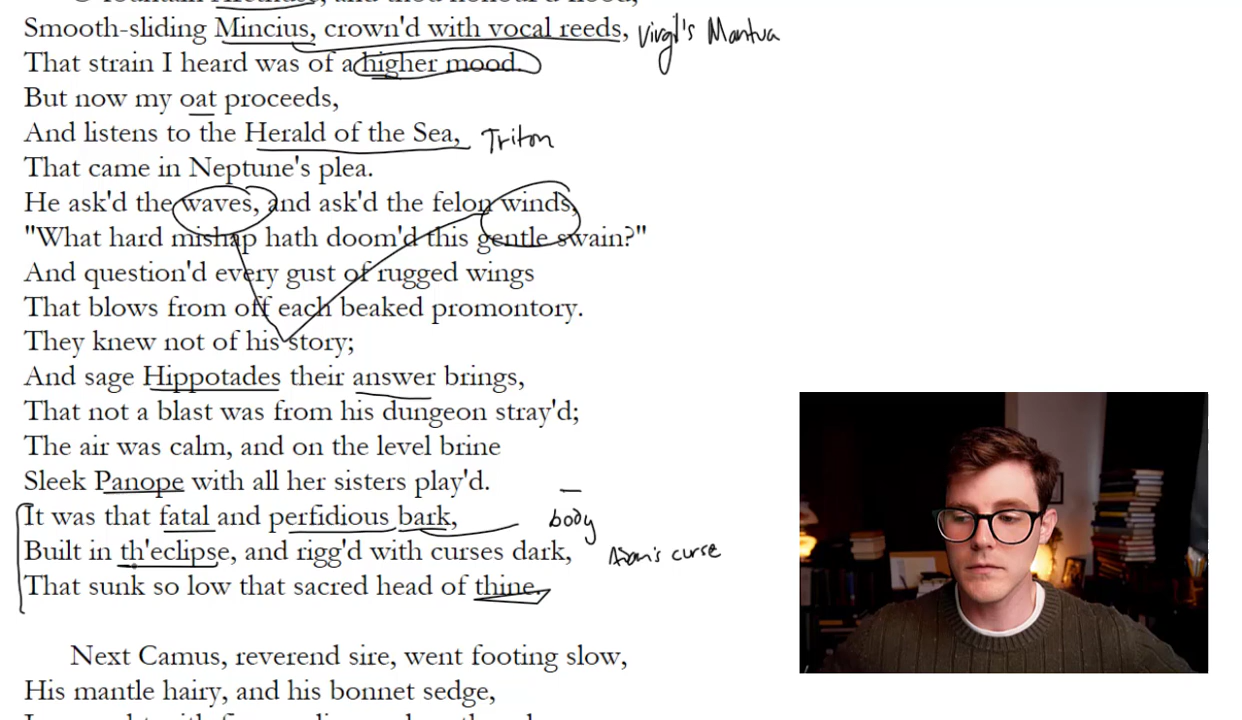 O fountain Arethuse, and thou honour'd flood,
Smooth-sliding Mincius, crown'd with vocal reeds, Virgil's Mantua
That strain I heard was of a higher mood.
But now my oat proceeds,
And listens to the Herald of the Sea, Triton
That came in Neptune's plea.
He ask'd the waves, and ask'd the felon winds,
"What hard mishap hath doom'd this gentle swain?"
And question'd every gust of rugged wings
That blows from off each beaked promontory.
They knew not of his story;
And sage Hippotades their answer brings,
That not a blast was from his dungeon stray'd;
The air was calm, and on the level brine
Sleek Panope with all her sisters play'd.
It was that fatal and perfidious bark, body
Built in th'eclipse, and rigg'd with curses dark, Adam's curse
That sunk so low that sacred head of thine.
Next Camus, reverend sire, went footing slow,
His mantle hairy, and his bonnet sedge,